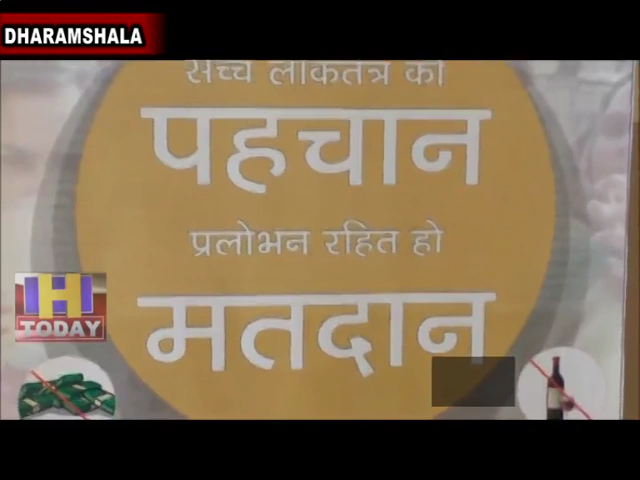 DHARAMSHALA
सच्चे लोकतंत्र की
पहचान
प्रलोभन रहित हो
मतदान
H
TODAY